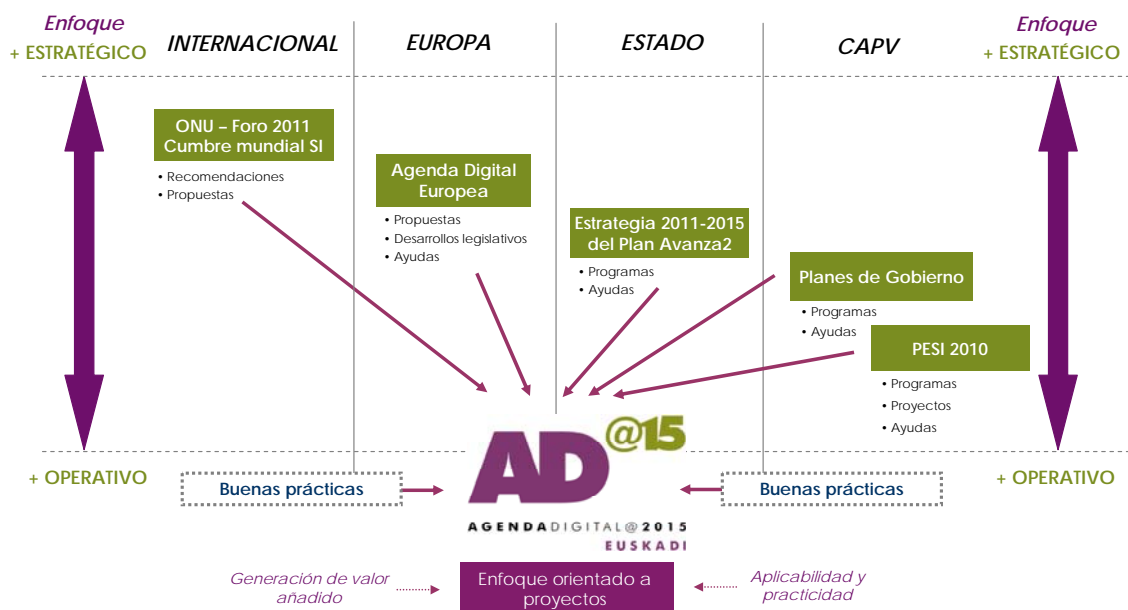 Enfoque
+ ESTRATÉGICO
INTERNACIONAL
EUROPA
ESTADO
CAPV
Enfoque
+ ESTRATÉGICO
ONU – Foro 2011
Cumbre mundial SI
• Recomendaciones
• Propuestas
Agenda Digital
Europea
• Propuestas
• Desarrollos legislativos
• Ayudas
Estrategia 2011-2015
del Plan Avanza2
• Programas
• Ayudas
Planes de Gobierno
• Programas
• Ayudas
PESI 2010
• Programas
• Proyectos
• Ayudas
+ OPERATIVO
Buenas prácticas
AD@15
AGENDADIGITAL@2015
EUSKADI
Buenas prácticas
+ OPERATIVO
Generación de valor
añadido
Enfoque orientado a
proyectos
Aplicabilidad y
practicidad